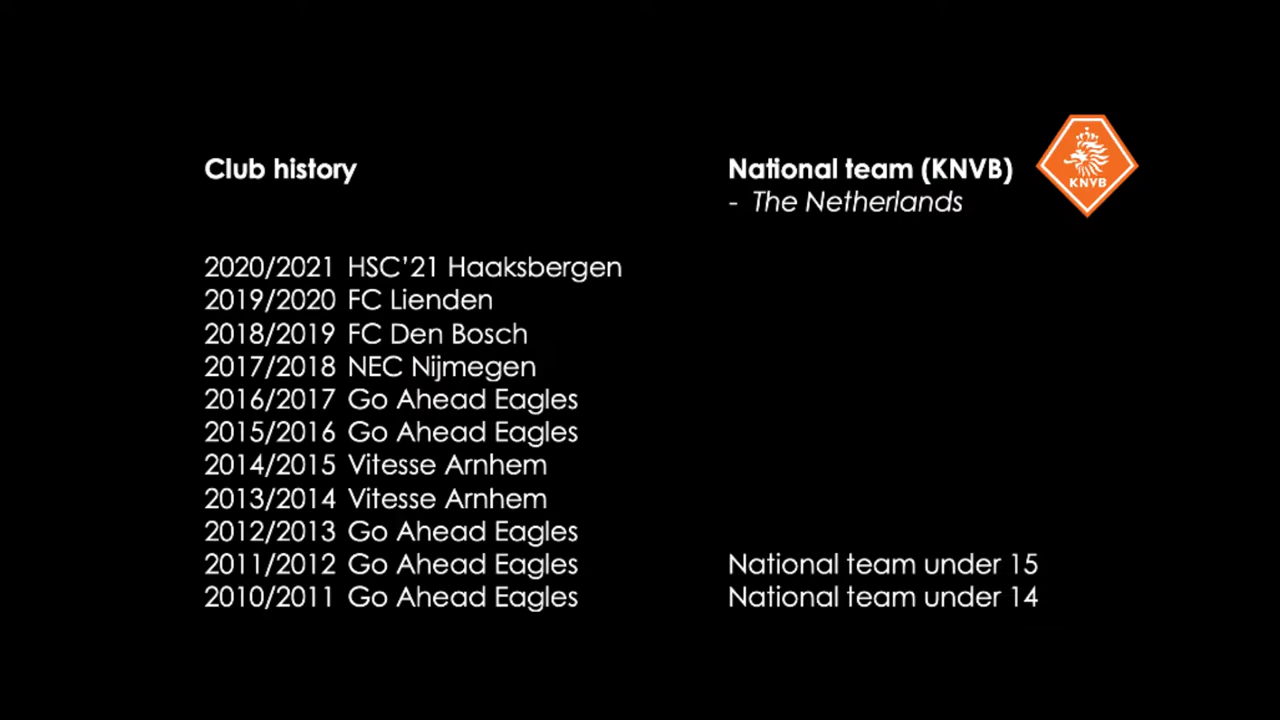 Club history
National team (KNVB)
- The Netherlands
KNVB
2020/2021 HSC'21 Haaksbergen
2019/2020 FC Lienden
2018/2019 FC Den Bosch
2017/2018 NEC Nijmegen
2016/2017 Go Ahead Eagles
2015/2016 Go Ahead Eagles
2014/2015 Vitesse Arnhem
2013/2014 Vitesse Arnhem
2012/2013 Go Ahead Eagles
2011/2012 Go Ahead Eagles
National team under 15
2010/2011 Go Ahead Eagles
National team under 14